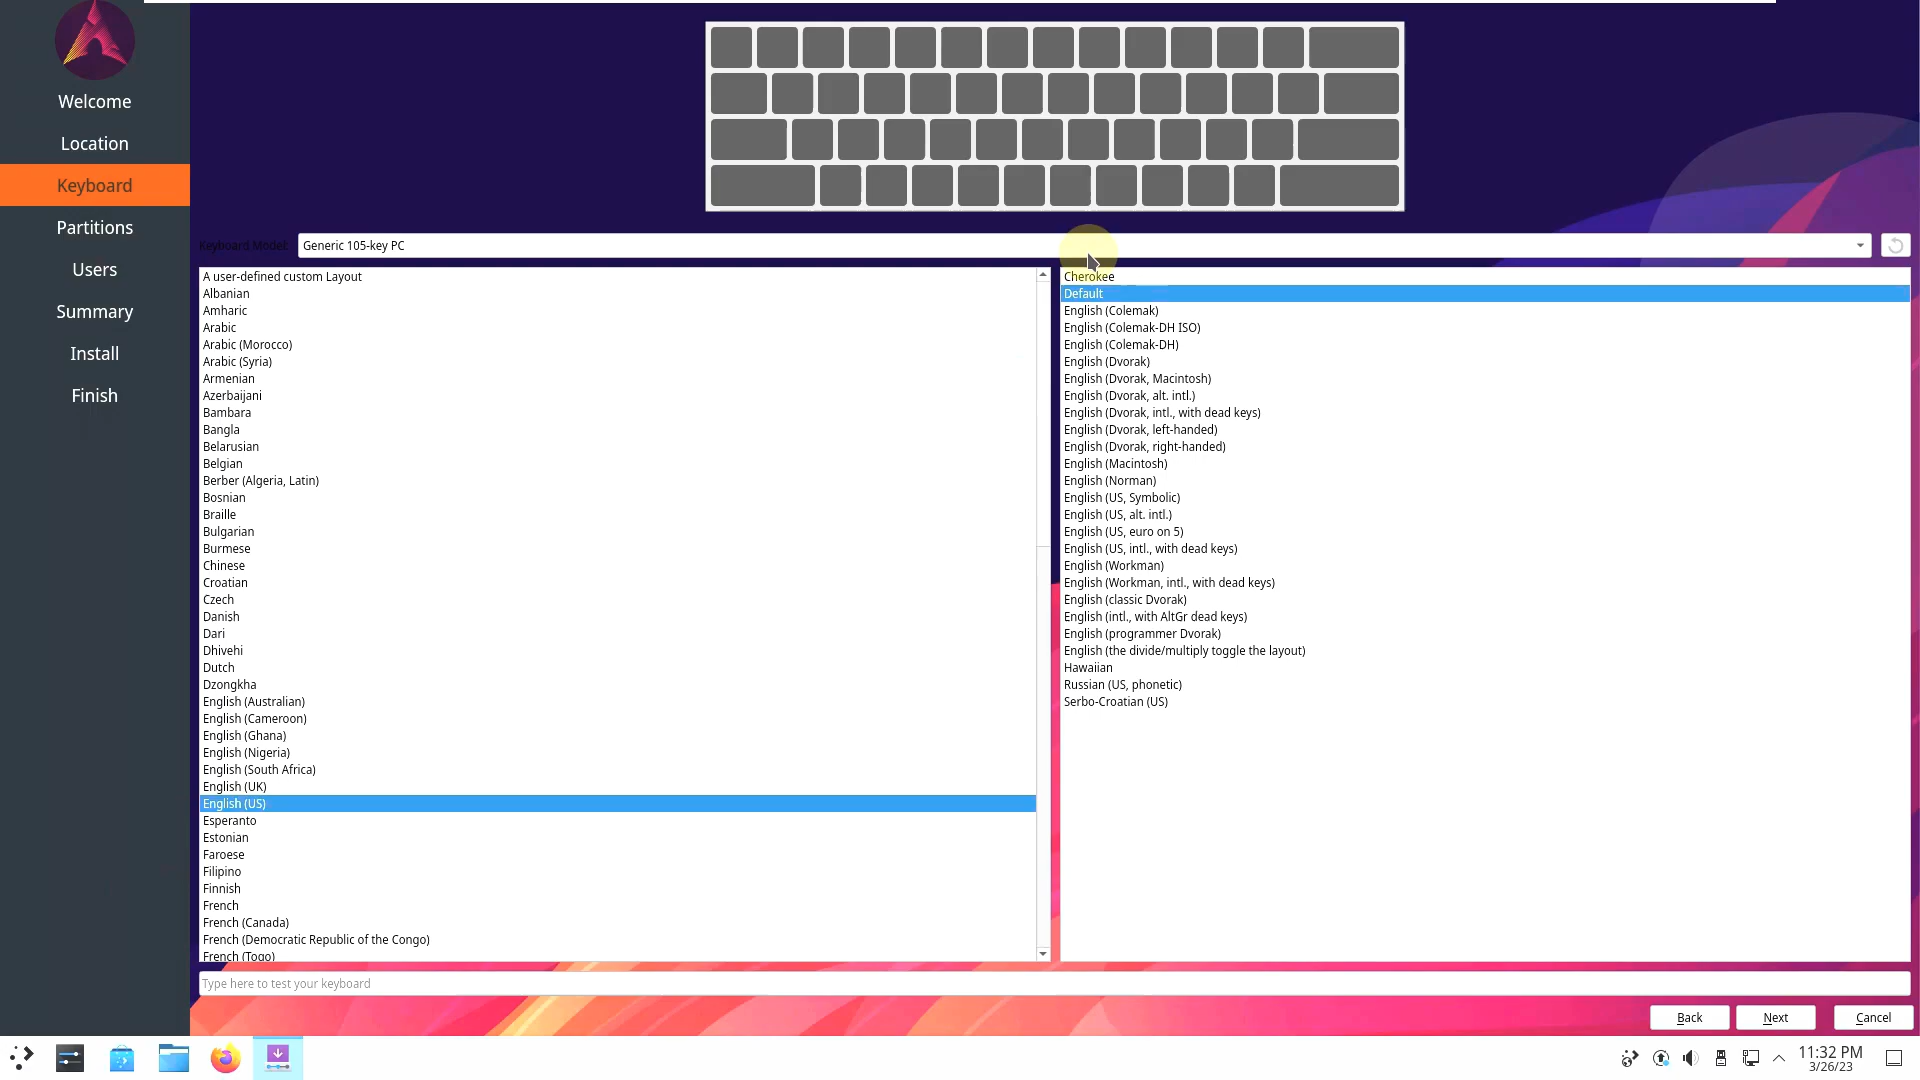 Welcome
Location
Keyboard
Partitions
Users
Summary
Install
Finish
Keyboard Model: Generic 105-key PC
A user-defined custom Layout
Albanian
Amharic
Arabic
Arabic (Morocco)
Arabic (Syria)
Armenian
Azerbaijani
Bambara
Bangla
Belarusian
Belgian
Berber (Algeria, Latin)
Bosnian
Braille
Bulgarian
Burmese
Chinese
Croatian
Czech
Danish
Dari
Dhivehi
Dutch
Dzongkha
English (Australian)
English (Cameroon)
English (Ghana)
English (Nigeria)
English (South Africa)
English (UK)
English (US)
Esperanto
Estonian
Faroese
Filipino
Finnish
French
French (Canada)
French (Democratic Republic of the Congo)
French (Togo)
Cherokee
Default
English (Colemak)
English (Colemak-DH ISO)
English (Colemak-DH)
English (Dvorak)
English (Dvorak, Macintosh)
English (Dvorak, alt. intl.)
English (Dvorak, intl., with dead keys)
English (Dvorak, left-handed)
English (Dvorak, right-handed)
English (Macintosh)
English (Norman)
English (US, Symbolic)
English (US, alt. intl.)
English (US, euro on 5)
English (US, intl., with dead keys)
English (Workman)
English (Workman, intl., with dead keys)
English (classic Dvorak)
English (intl., with AltGr dead keys)
English (programmer Dvorak)
English (the divide/multiply toggle the layout)
Hawaiian
Russian (US, phonetic)
Serbo-Croatian (US)
Type here to test your keyboard
Back
Next
Cancel
11:32 PM
3/26/23